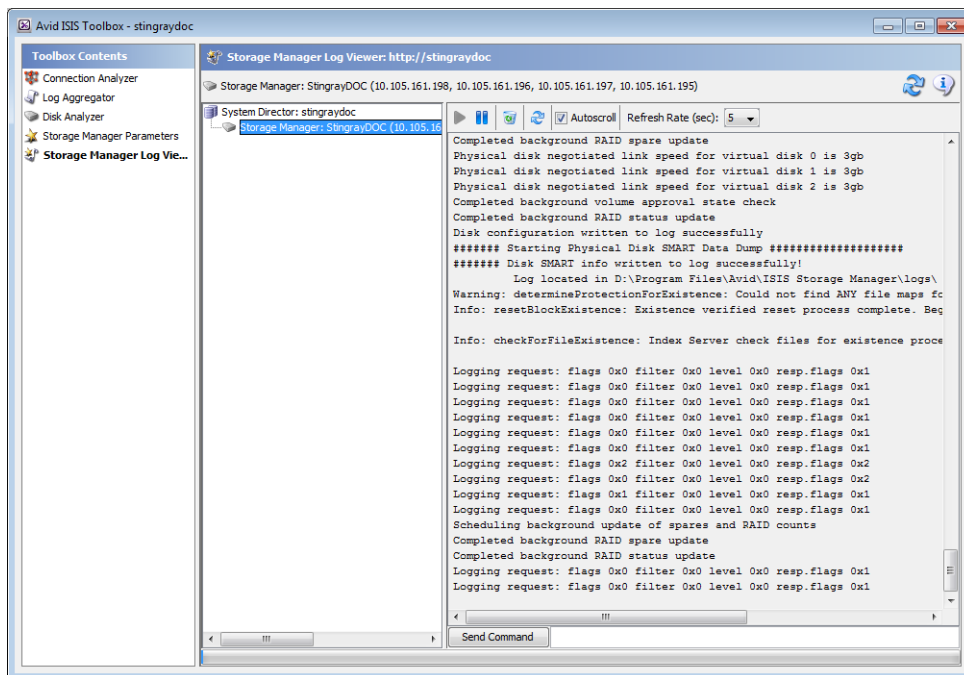 Avid ISIS Toolbox - stingraydoc
Toolbox Contents
Connection Analyzer
Log Aggregator
Disk Analyzer
Storage Manager Parameters
Storage Manager Log Vie...
Storage Manager Log Viewer: http://stingraydoc
Storage Manager: StingrayDOC (10.105.161.198, 10.105.161.196, 10.105.161.197, 10.105.161.195)
System Director: stingraydoc
Storage Manager: StingrayDOC (10.105.16
Autoscroll Refresh Rate (sec): 5
Completed background RAID spare update
Physical disk negotiated link speed for virtual disk 0 is 3gb
Physical disk negotiated link speed for virtual disk 1 is 3gb
Physical disk negotiated link speed for virtual disk 2 is 3gb
Completed background volume approval state check
Completed background RAID status update
Disk configuration written to log successfully
####### Starting Physical Disk SMART Data Dump ####################
####### Disk SMART info written to log successfully!
Log located in D:\Program Files\Avid\ISIS Storage Manager\logs\
Warning: determineProtectionForExistence: Could not find ANY file maps fo
Info: resetBlockExistence: Existence verified reset process complete. Beg
Info: checkForFileExistence: Index Server check files for existence proce
Logging request: flags 0x0 filter 0x0 level 0x0 resp.flags 0x1
Logging request: flags 0x0 filter 0x0 level 0x0 resp.flags 0x1
Logging request: flags 0x0 filter 0x0 level 0x0 resp.flags 0x1
Logging request: flags 0x0 filter 0x0 level 0x0 resp.flags 0x1
Logging request: flags 0x0 filter 0x0 level 0x0 resp.flags 0x1
Logging request: flags 0x0 filter 0x0 level 0x0 resp.flags 0x1
Logging request: flags 0x2 filter 0x0 level 0x0 resp.flags 0x2
Logging request: flags 0x0 filter 0x0 level 0x0 resp.flags 0x2
Logging request: flags 0x1 filter 0x0 level 0x0 resp.flags 0x1
Logging request: flags 0x0 filter 0x0 level 0x0 resp.flags 0x1
Scheduling background update of spares and RAID counts
Completed background RAID spare update
Completed background RAID status update
Logging request: flags 0x0 filter 0x0 level 0x0 resp.flags 0x1
Logging request: flags 0x0 filter 0x0 level 0x0 resp.flags 0x1
Send Command